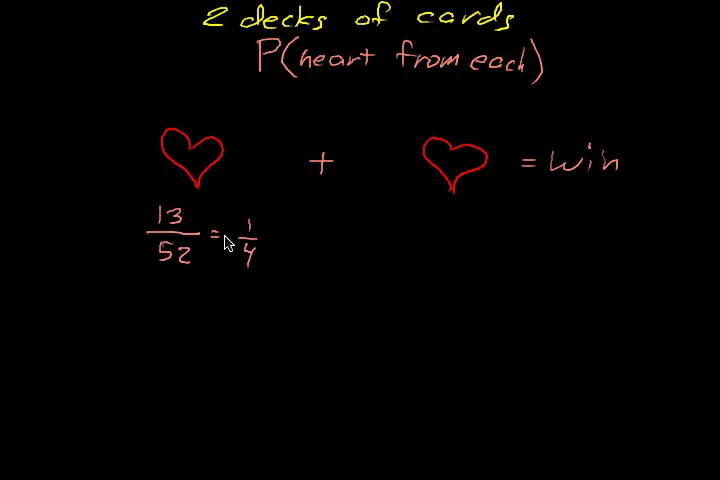 2 decks of cards
P(heart from each)
+ = win
13/52 = 1/4